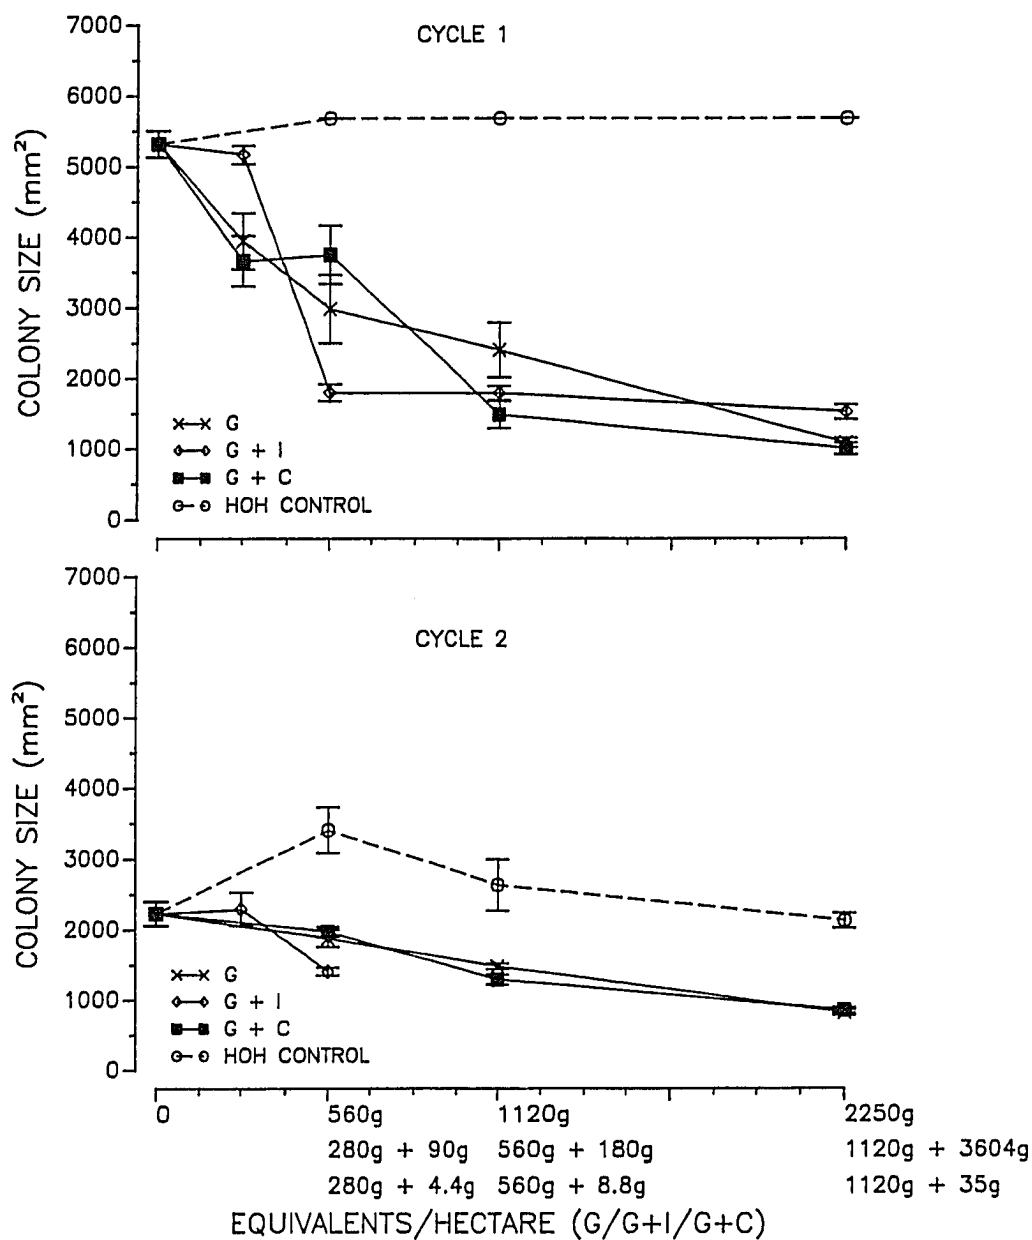 CYCLE 1
7000
6000
5000
4000
3000
2000
1000
0
COLONY SIZE (mm²)
G
G + I
G + C
HOH CONTROL
CYCLE 2
7000
6000
5000
4000
3000
2000
1000
0
COLONY SIZE (mm²)
G
G + I
G + C
HOH CONTROL
0 560g 1120g 2250g
280g + 90g 560g + 180g 1120g + 3604g
280g + 4.4g 560g + 8.8g 1120g + 35g
EQUIVALENTS/HECTARE (G/G+I/G+C)